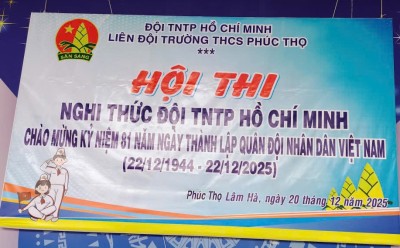 ĐỘI TNTP HỒ CHÍ MINH
LIÊN ĐỘI TRƯỜNG THCS PHÚC THỌ
***
SẴN SÀNG
HỘI THI
NGHI THỨC ĐỘI TNTP HỒ CHÍ MINH
CHÀO MỪNG KỶ NIỆM 81 NĂM NGÀY THÀNH LẬP QUÂN ĐỘI NHÂN DÂN VIỆT NAM
(22/12/1944 - 22/12/2025)
Phúc Thọ Lâm Hà, ngày 20 tháng 12 năm 2025